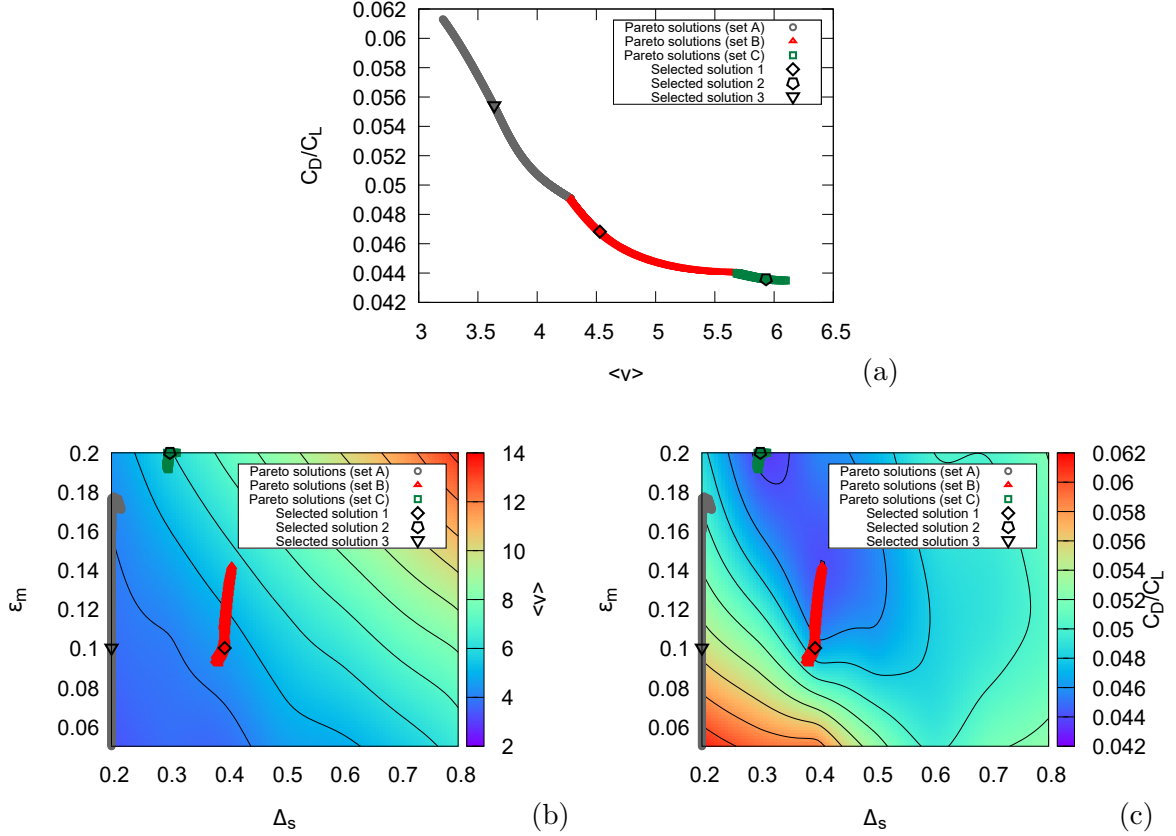 0.062
0.06
0.058
0.056
0.054
0.052
0.05
0.048
0.046
0.044
0.042
C_D/C_L
3 3.5 4 4.5 5 5.5 6 6.5
<v>
Pareto solutions (set A)
Pareto solutions (set B)
Pareto solutions (set C)
Selected solution 1
Selected solution 2
Selected solution 3
(a)
0.2
0.18
0.16
0.14
0.12
0.1
0.08
0.06
ε_m
0.2 0.3 0.4 0.5 0.6 0.7 0.8
Δ_s
Pareto solutions (set A)
Pareto solutions (set B)
Pareto solutions (set C)
Selected solution 1
Selected solution 2
Selected solution 3
14
12
10
8
6
4
2
<v>
(b)
0.2
0.18
0.16
0.14
0.12
0.1
0.08
0.06
ε_m
0.2 0.3 0.4 0.5 0.6 0.7 0.8
Δ_s
Pareto solutions (set A)
Pareto solutions (set B)
Pareto solutions (set C)
Selected solution 1
Selected solution 2
Selected solution 3
0.062
0.06
0.058
0.056
0.054
0.052
0.05
0.048
0.046
0.044
0.042
C_D/C_L
(c)